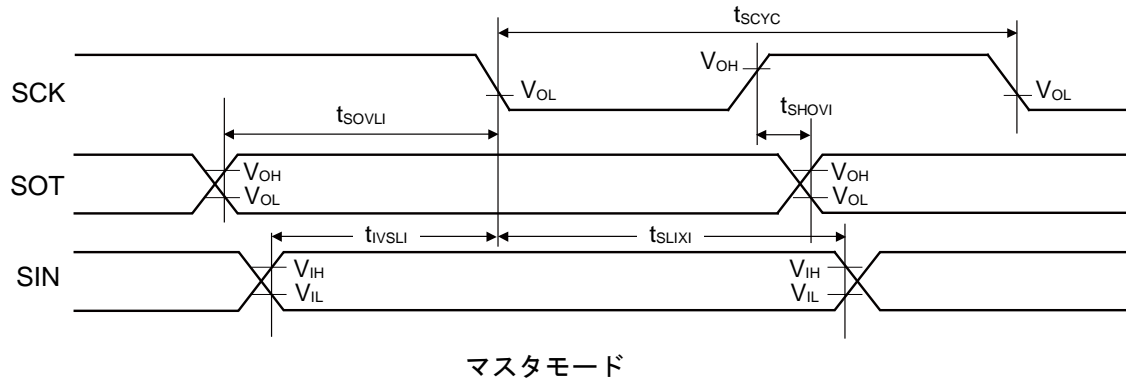 tSCYC
SCK
VOH
VOL
VOL
tSOVLI
tSHOVI
SOT
VOH
VOL
VOH
VOL
tIVSLI
tSLIXI
SIN
VIH
VIL
VIH
VIL
マスタモード